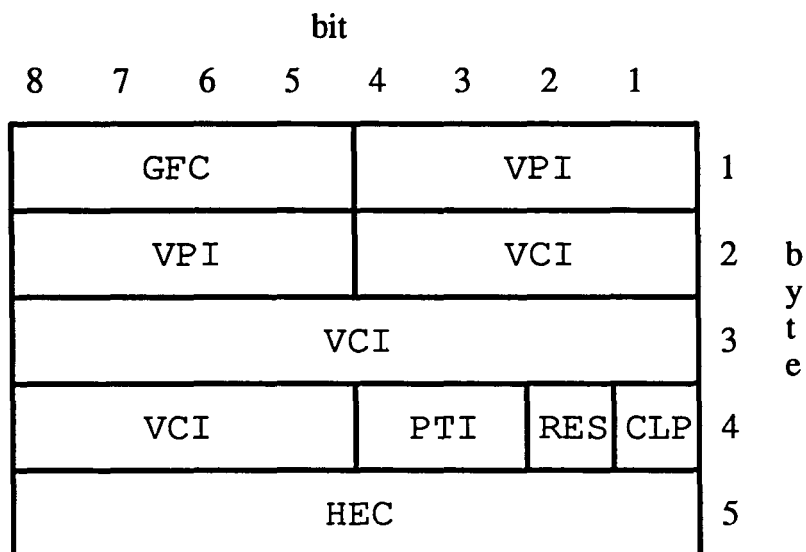 bit
8 7 6 5 4 3 2 1
GFC VPI 1
VPI VCI 2
VCI 3
VCI PTI RES CLP 4
HEC 5
byte